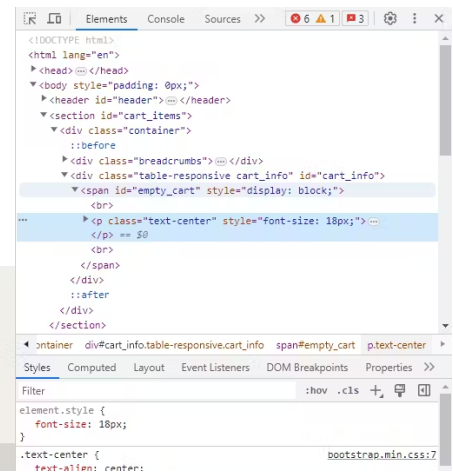 Elements Console Sources >> 6 1 3
<!DOCTYPE html>
<html lang="en">
<head>…</head>
<body style="padding: 0px;">
<header id="header">…</header>
<section id="cart_items">
<div class="container">
::before
<div class="breadcrumbs">…</div>
<div class="table-responsive cart_info" id="cart_info">
<span id="empty_cart" style="display: block;">
<br>
… <p class="text-center" style="font-size: 18px;">…
</p> == $0
<br>
</span>
</div>
::after
</div>
</section>
ontainer div#cart_info.table-responsive.cart_info span#empty_cart p.text-center
Styles Computed Layout Event Listeners DOM Breakpoints Properties >>
Filter :hov .cls +
element.style {
font-size: 18px;
}
.text-center { bootstrap.min.css:7
text-align: center;